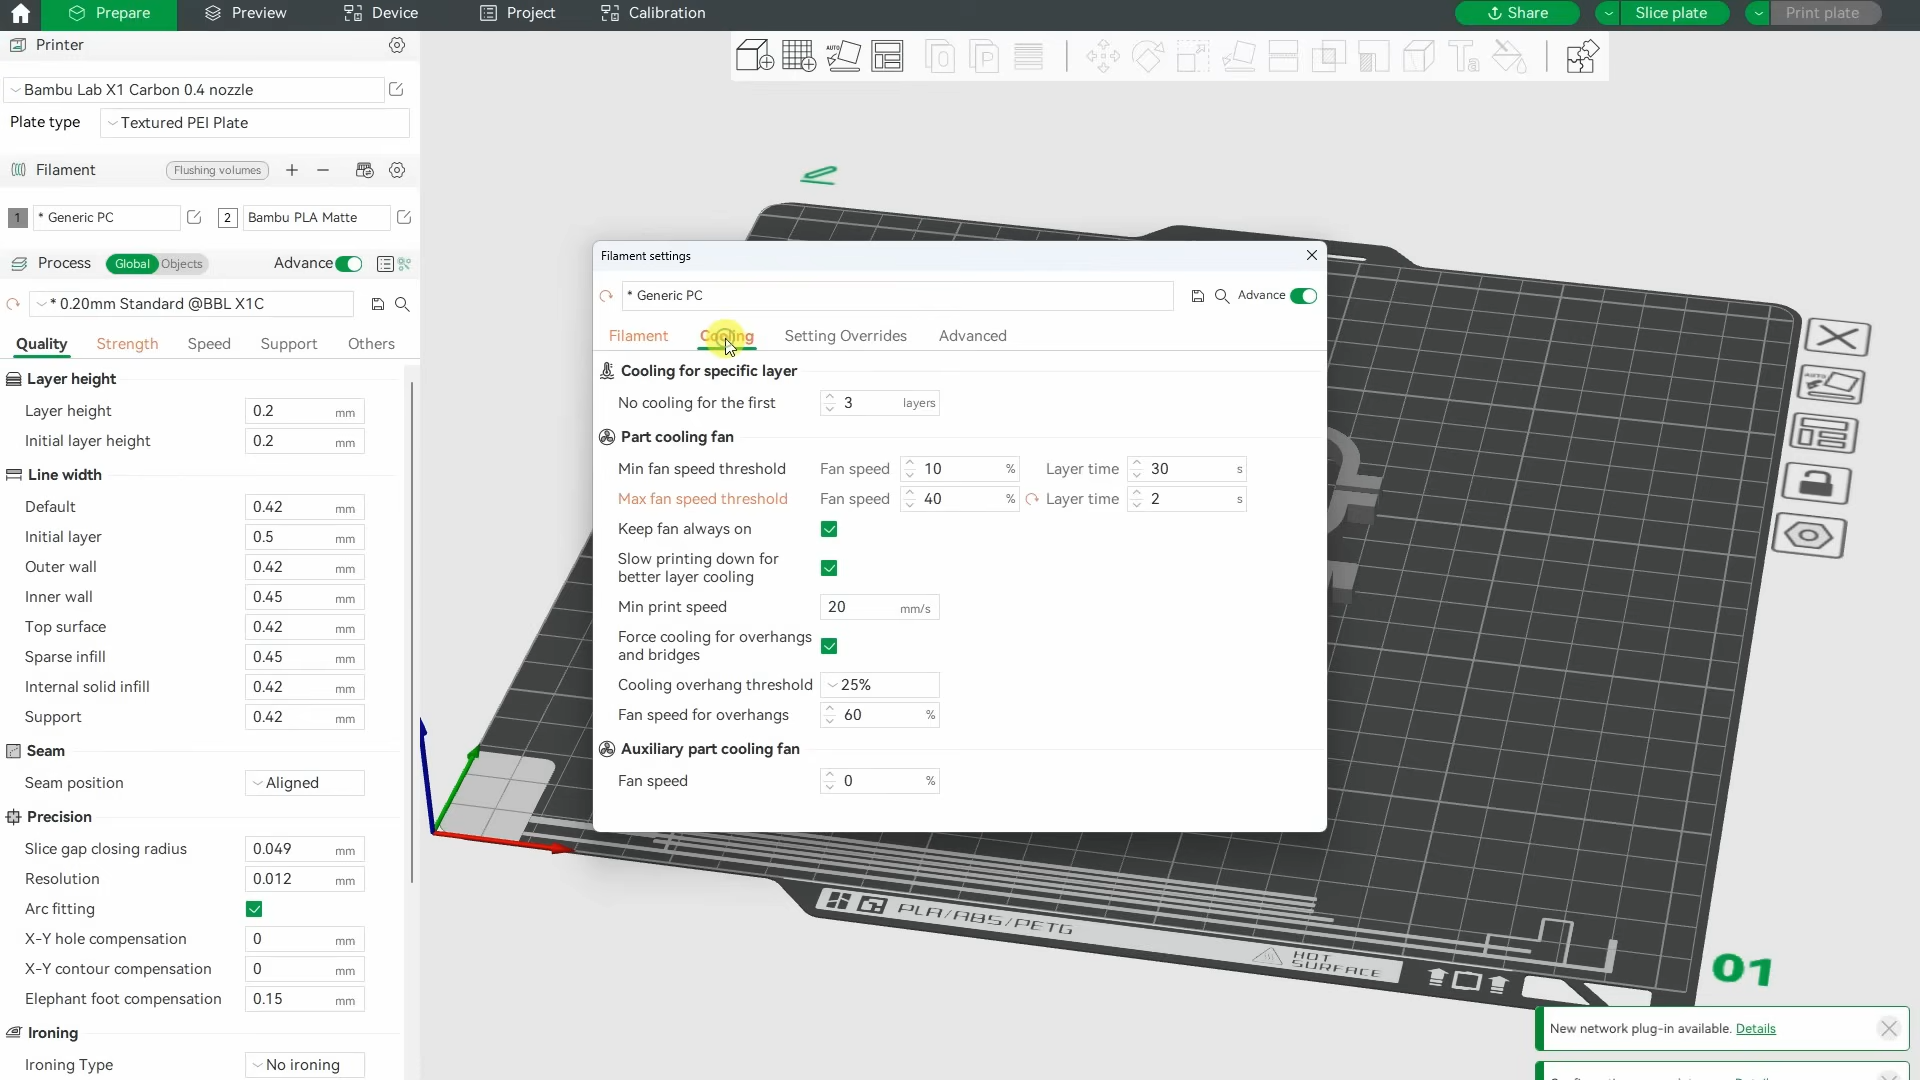 Prepare
Preview
Device
Project
Calibration
Share
Slice plate
Print plate
Printer
Bambu Lab X1 Carbon 0.4 nozzle
Plate type
Textured PEI Plate
Filament
Flushing volumes
1
* Generic PC
2
Bambu PLA Matte
Process
Global
Objects
Advance
* 0.20mm Standard @BBL X1C
Quality
Strength
Speed
Support
Others
Layer height
Layer height 0.2 mm
Initial layer height 0.2 mm
Line width
Default 0.42 mm
Initial layer 0.5 mm
Outer wall 0.42 mm
Inner wall 0.45 mm
Top surface 0.42 mm
Sparse infill 0.45 mm
Internal solid infill 0.42 mm
Support 0.42 mm
Seam
Seam position Aligned
Precision
Slice gap closing radius 0.049 mm
Resolution 0.012 mm
Arc fitting
X-Y hole compensation 0 mm
X-Y contour compensation 0 mm
Elephant foot compensation 0.15 mm
Ironing
Ironing Type No ironing
Filament settings
* Generic PC
Advance
Filament
Cooling
Setting Overrides
Advanced
Cooling for specific layer
No cooling for the first 3 layers
Part cooling fan
Min fan speed threshold Fan speed 10 % Layer time 30 s
Max fan speed threshold Fan speed 40 % Layer time 2 s
Keep fan always on
Slow printing down for
better layer cooling
Min print speed 20 mm/s
Force cooling for overhangs
and bridges
Cooling overhang threshold 25%
Fan speed for overhangs 60 %
Auxiliary part cooling fan
Fan speed 0 %
AUTO
AUTO
PLA/ABS/PETG
HOT
SURFACE
01
New network plug-in available. Details